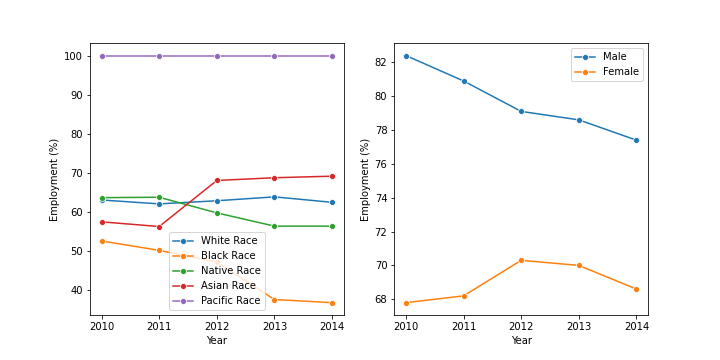 100
90
80
70
60
50
40
Employment (%)
2010 2011 2012 2013 2014
Year
White Race
Black Race
Native Race
Asian Race
Pacific Race
82
80
78
76
74
72
70
68
Employment (%)
2010 2011 2012 2013 2014
Year
Male
Female